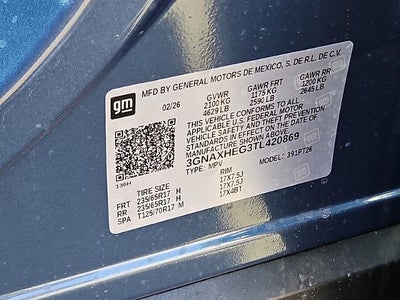 gm
MFD BY GENERAL MOTORS DE MEXICO, S. DE R.L. DE C.V.
02/26 GVWR GAWR FRT GAWR RR
2100 KG 1175 KG 1200 KG
4629 LB 2590 LB 2645 LB
THIS VEHICLE CONFORMS TO ALL
APPLICABLE U.S. FEDERAL MOTOR
VEHICLE SAFETY AND THEFT PREVENTION
STANDARDS IN EFFECT ON THE
DATE OF MANUFACTURE SHOWN ABOVE
3GNAXHEG3TL420869
TYPE: MPV MODEL: 391PT26
136H
TIRE SIZE RIM
FRT 235/65R17 H 17X7.5J
RR 235/65R17 H 17X7.5J
SPA T125/70R17 M 17X4BT